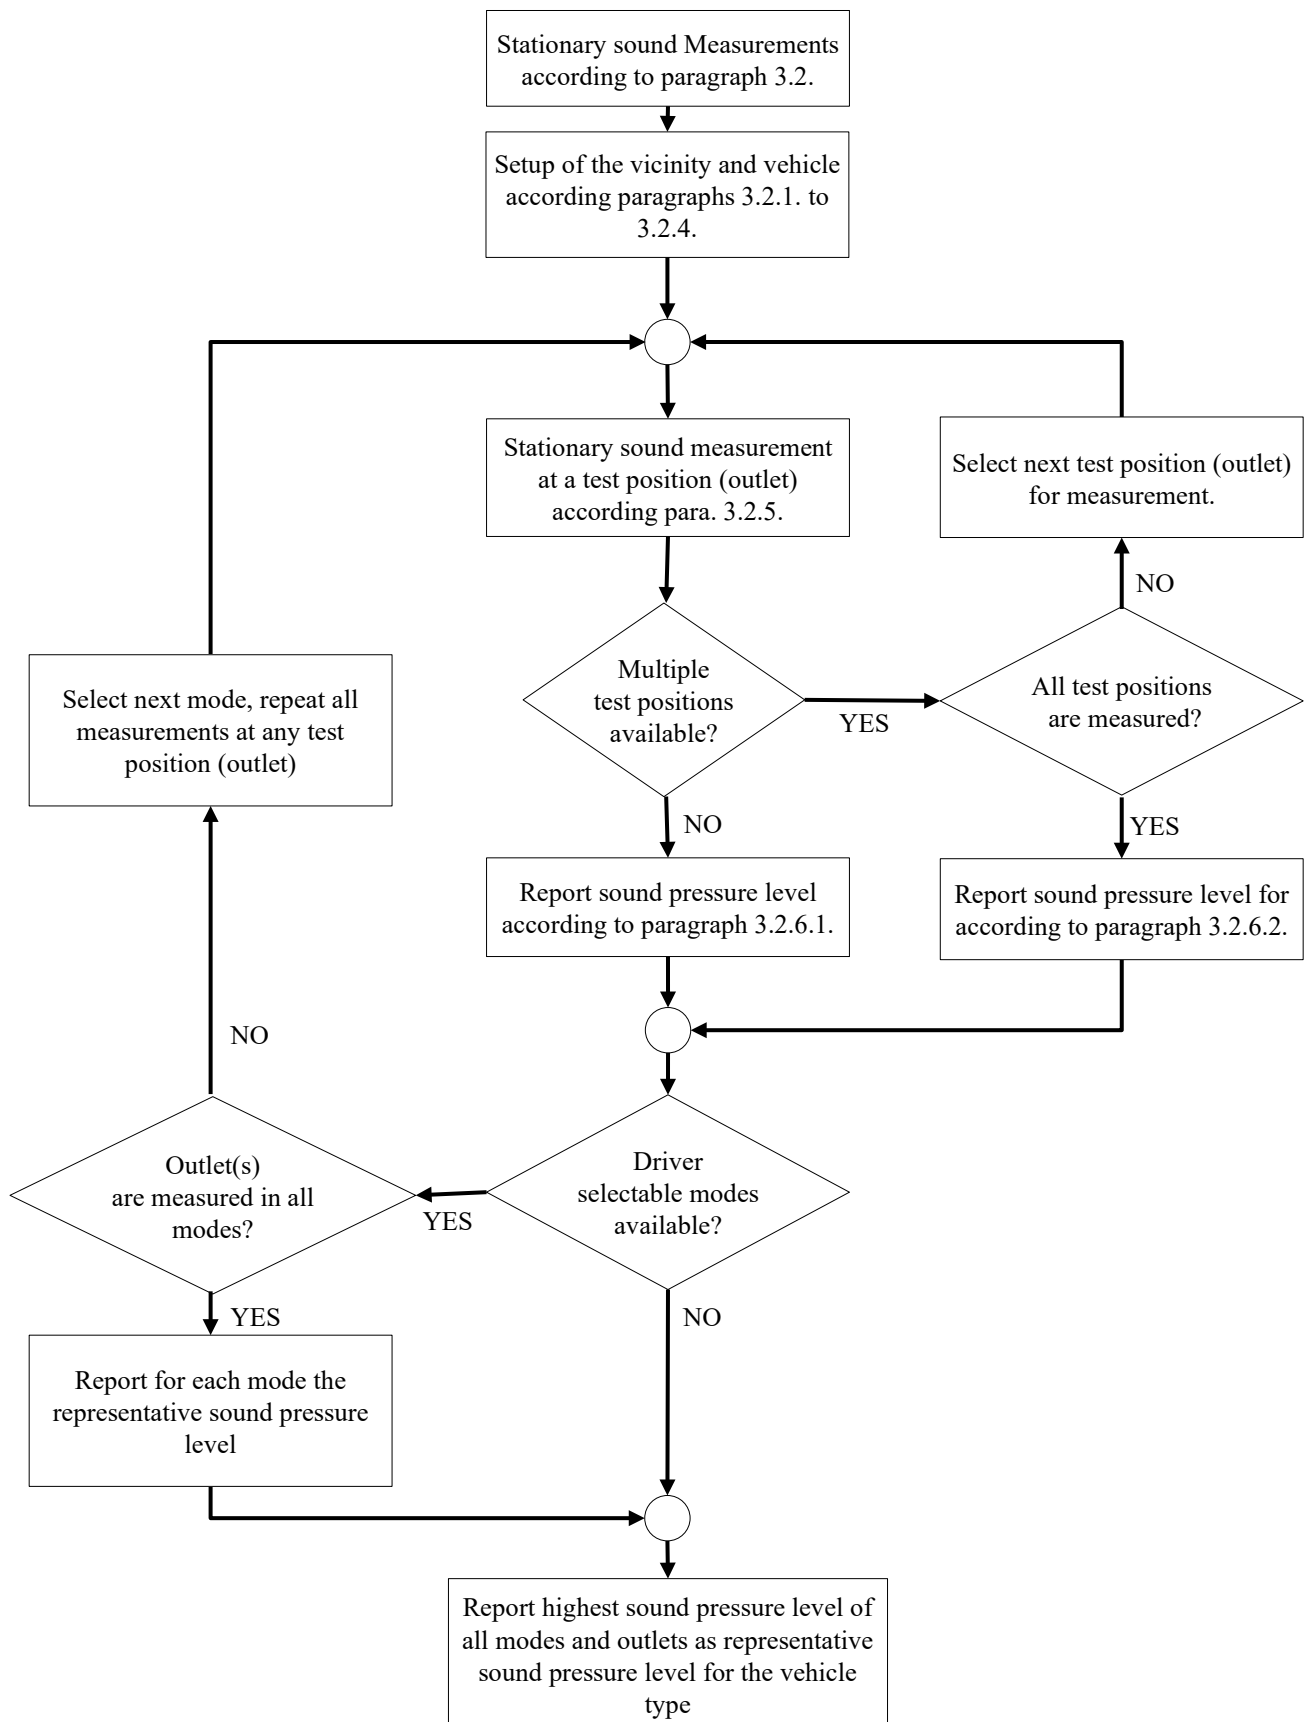 Stationary sound Measurements
according to paragraph 3.2.
Setup of the vicinity and vehicle
according paragraphs 3.2.1. to
3.2.4.
Stationary sound measurement
at a test position (outlet)
according para. 3.2.5.
Select next test position (outlet)
for measurement.
NO
Multiple
test positions
available?
YES
All test positions
are measured?
Select next mode, repeat all
measurements at any test
position (outlet)
NO
YES
Report sound pressure level
according to paragraph 3.2.6.1.
Report sound pressure level for
according to paragraph 3.2.6.2.
NO
Outlet(s)
are measured in all
modes?
YES
Driver
selectable modes
available?
YES
NO
Report for each mode the
representative sound pressure
level
Report highest sound pressure level of
all modes and outlets as representative
sound pressure level for the vehicle
type